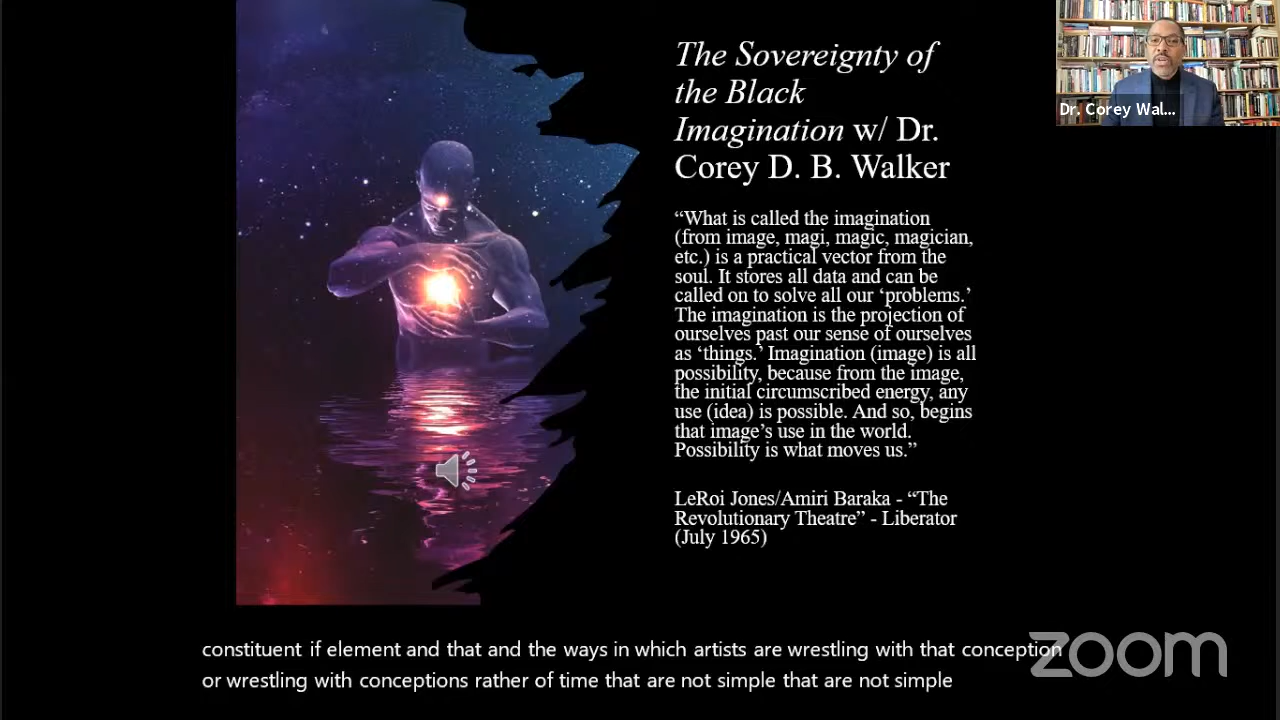 The Sovereignty of
the Black
Imagination w/ Dr.
Corey D. B. Walker
“What is called the imagination
(from image, magi, magic, magician,
etc.) is a practical vector from the
soul. It stores all data and can be
called on to solve all our ‘problems.’
The imagination is the projection of
ourselves past our sense of ourselves
as ‘things.’ Imagination (image) is all
possibility, because from the image,
the initial circumscribed energy, any
use (idea) is possible. And so, begins
that image’s use in the world.
Possibility is what moves us.”
LeRoi Jones/Amiri Baraka - “The
Revolutionary Theatre” - Liberator
(July 1965)
Dr. Corey Wal...
constituent if element and that and the ways in which artists are wrestling with that conception
or wrestling with conceptions rather of time that are not simple that are not simple
zoom